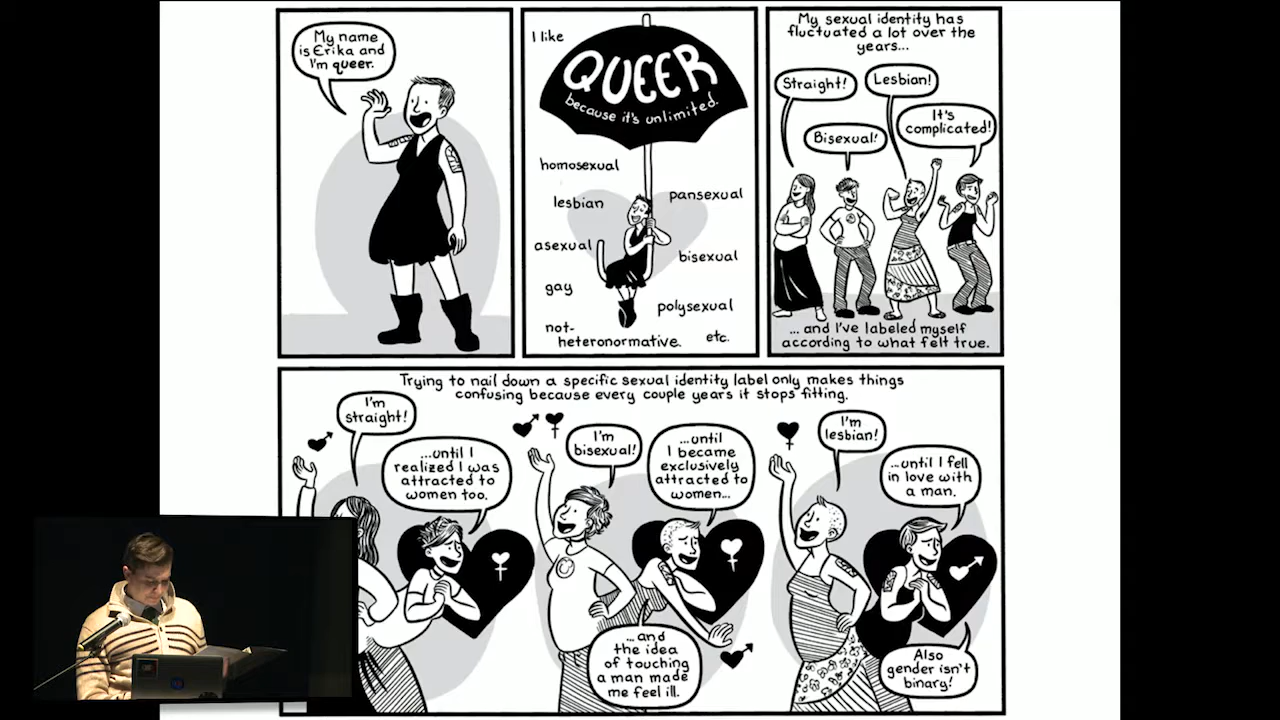 My name
is Erika and
I'm queer.
I like
QUEER
because it's unlimited.
homosexual
pansexual
lesbian
asexual
bisexual
gay
polysexual
not-
heteronormative.
etc.
My sexual identity has
fluctuated a lot over the
years...
Straight!
Lesbian!
Bisexual!
It's
complicated!
... and I've labeled myself
according to what felt true.
Trying to nail down a specific sexual identity label only makes things
confusing because every couple years it stops fitting.
I'm
straight!
...until I
realized I was
attracted to
women too.
I'm
bisexual!
...until
I became
exclusively
attracted to
women...
...and
the idea
of touching
a man made
me feel ill.
I'm
lesbian!
...until I fell
in love with
a man.
Also
gender isn't
binary!